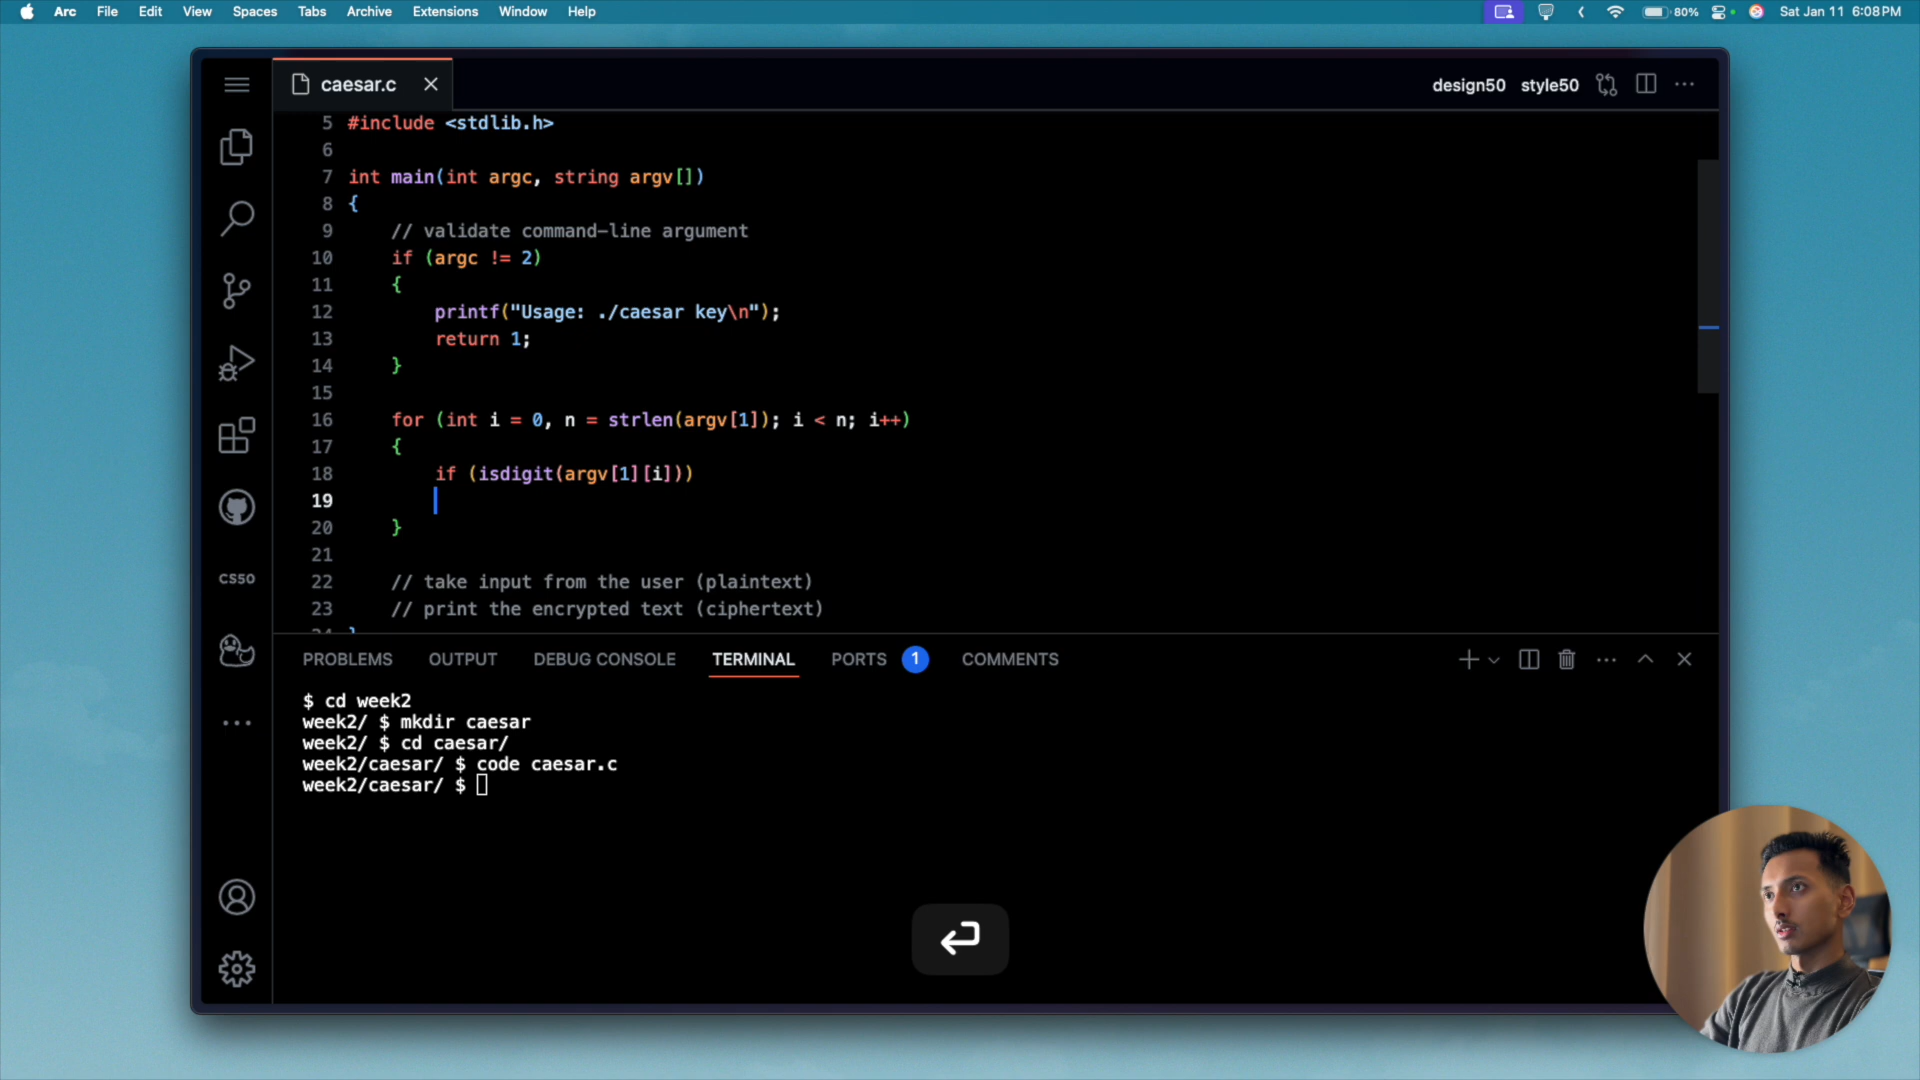 Arc File Edit View Spaces Tabs Archive Extensions Window Help 80% Sat Jan 11 6:08 PM
caesar.c design50 style50
5 #include <stdlib.h>
6
7 int main(int argc, string argv[])
8 {
9 // validate command-line argument
10 if (argc != 2)
11 {
12 printf("Usage: ./caesar key\n");
13 return 1;
14 }
15
16 for (int i = 0, n = strlen(argv[1]); i < n; i++)
17 {
18 if (isdigit(argv[1][i]))
19
20 }
21
22 // take input from the user (plaintext)
23 // print the encrypted text (ciphertext)
CS50
PROBLEMS OUTPUT DEBUG CONSOLE TERMINAL PORTS 1 COMMENTS
$ cd week2
week2/ $ mkdir caesar
week2/ $ cd caesar/
week2/caesar/ $ code caesar.c
week2/caesar/ $